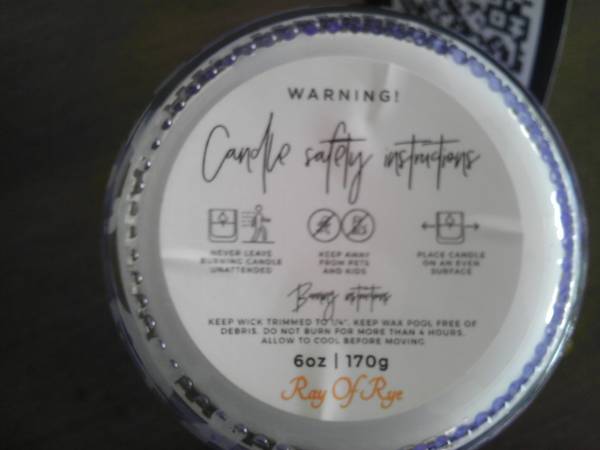 WARNING!
Candle safety instructions
NEVER LEAVE
BURNING CANDLE
UNATTENDED
KEEP AWAY
FROM PETS
AND KIDS
PLACE CANDLE
ON AN EVEN
SURFACE
Burning instructions
KEEP WICK TRIMMED TO 1/4". KEEP WAX POOL FREE OF
DEBRIS. DO NOT BURN FOR MORE THAN 4 HOURS.
ALLOW TO COOL BEFORE MOVING
6oz | 170g
Ray Of Rye